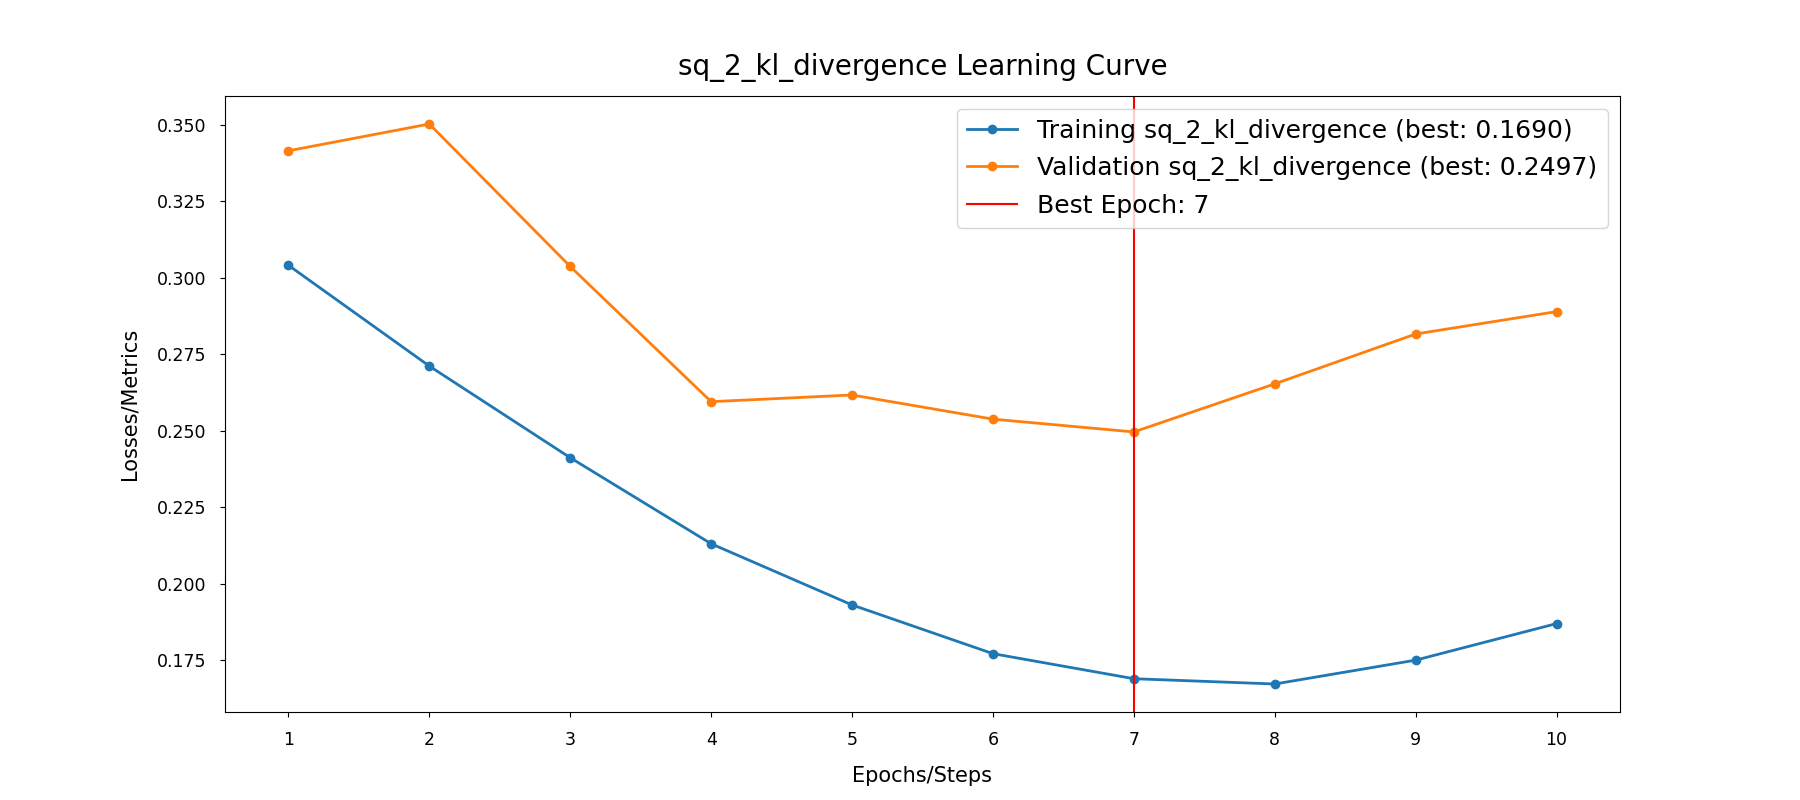 sq_2_kl_divergence Learning Curve
Training sq_2_kl_divergence (best: 0.1690)
Validation sq_2_kl_divergence (best: 0.2497)
Best Epoch: 7
Losses/Metrics
0.350
0.325
0.300
0.275
0.250
0.225
0.200
0.175
1 2 3 4 5 6 7 8 9 10
Epochs/Steps